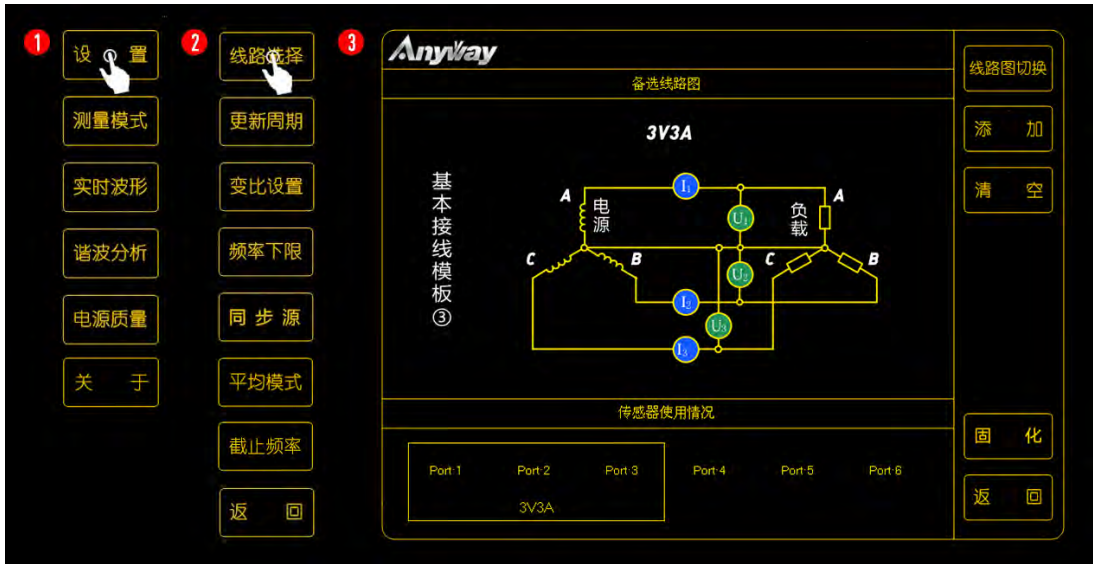 1
设 置
测量模式
实时波形
谐波分析
电源质量
关 于
2
线路选择
更新周期
变比设置
频率下限
同 步 源
平均模式
截止频率
返 回
3
Anyway
备选线路图
3V3A
基本接线模板③
A
电源
C
B
I₁
U₁
U₂
I₂
U₃
I₃
负载
A
C
B
传感器使用情况
Port-1 Port-2 Port-3 Port-4 Port-5 Port-6
3V3A
线路图切换
添 加
清 空
固 化
返 回